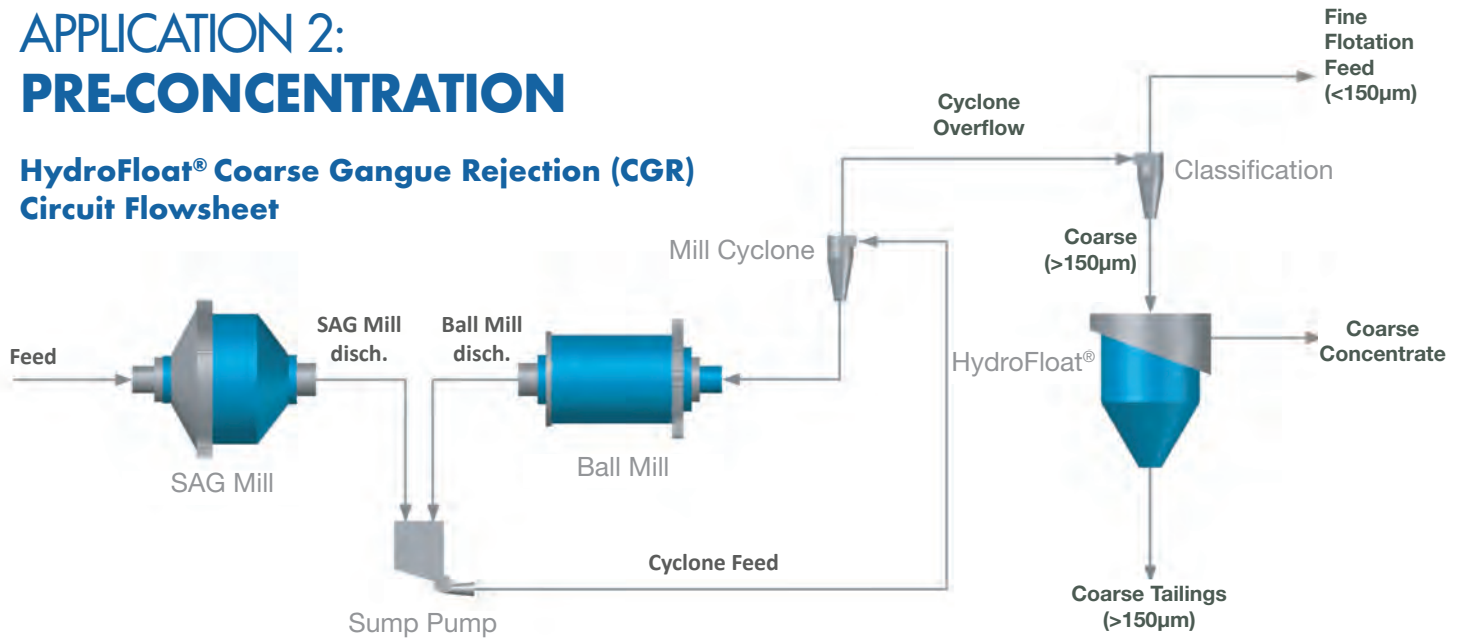 APPLICATION 2:
PRE-CONCENTRATION
HydroFloat® Coarse Gangue Rejection (CGR)
Circuit Flowsheet
Feed
SAG Mill
disch.
SAG Mill
Ball Mill
disch.
Ball Mill
Sump Pump
Cyclone Feed
Mill Cyclone
Cyclone
Overflow
Classification
Fine
Flotation
Feed
(<150µm)
Coarse
(>150µm)
HydroFloat®
Coarse
Concentrate
Coarse Tailings
(>150µm)